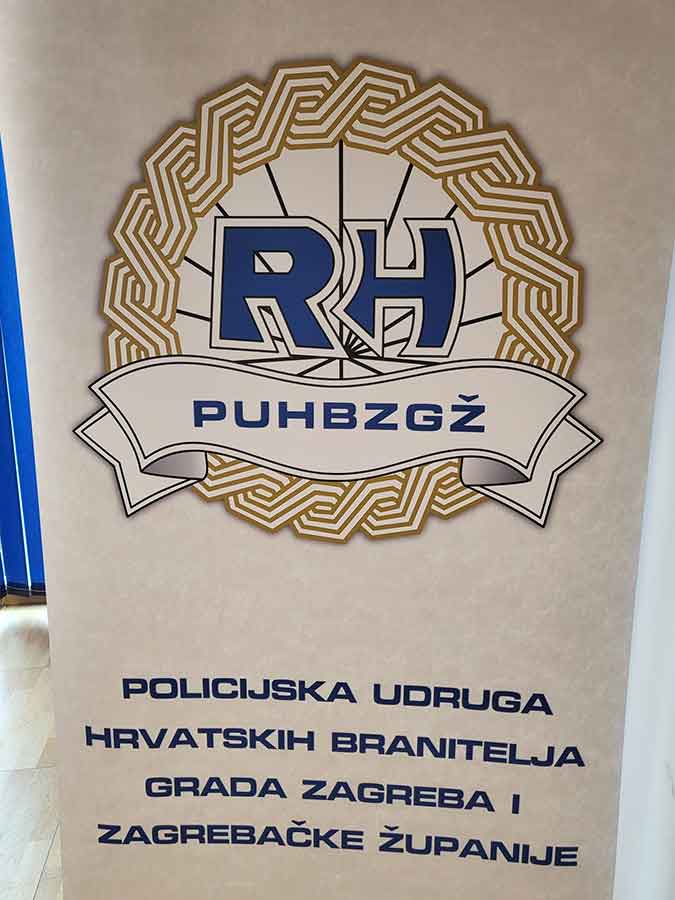 RH
PUHBZGŽ
POLICIJSKA UDRUGA
HRVATSKIH BRANITELJA
GRADA ZAGREBA I
ZAGREBAČKE ŽUPANIJE